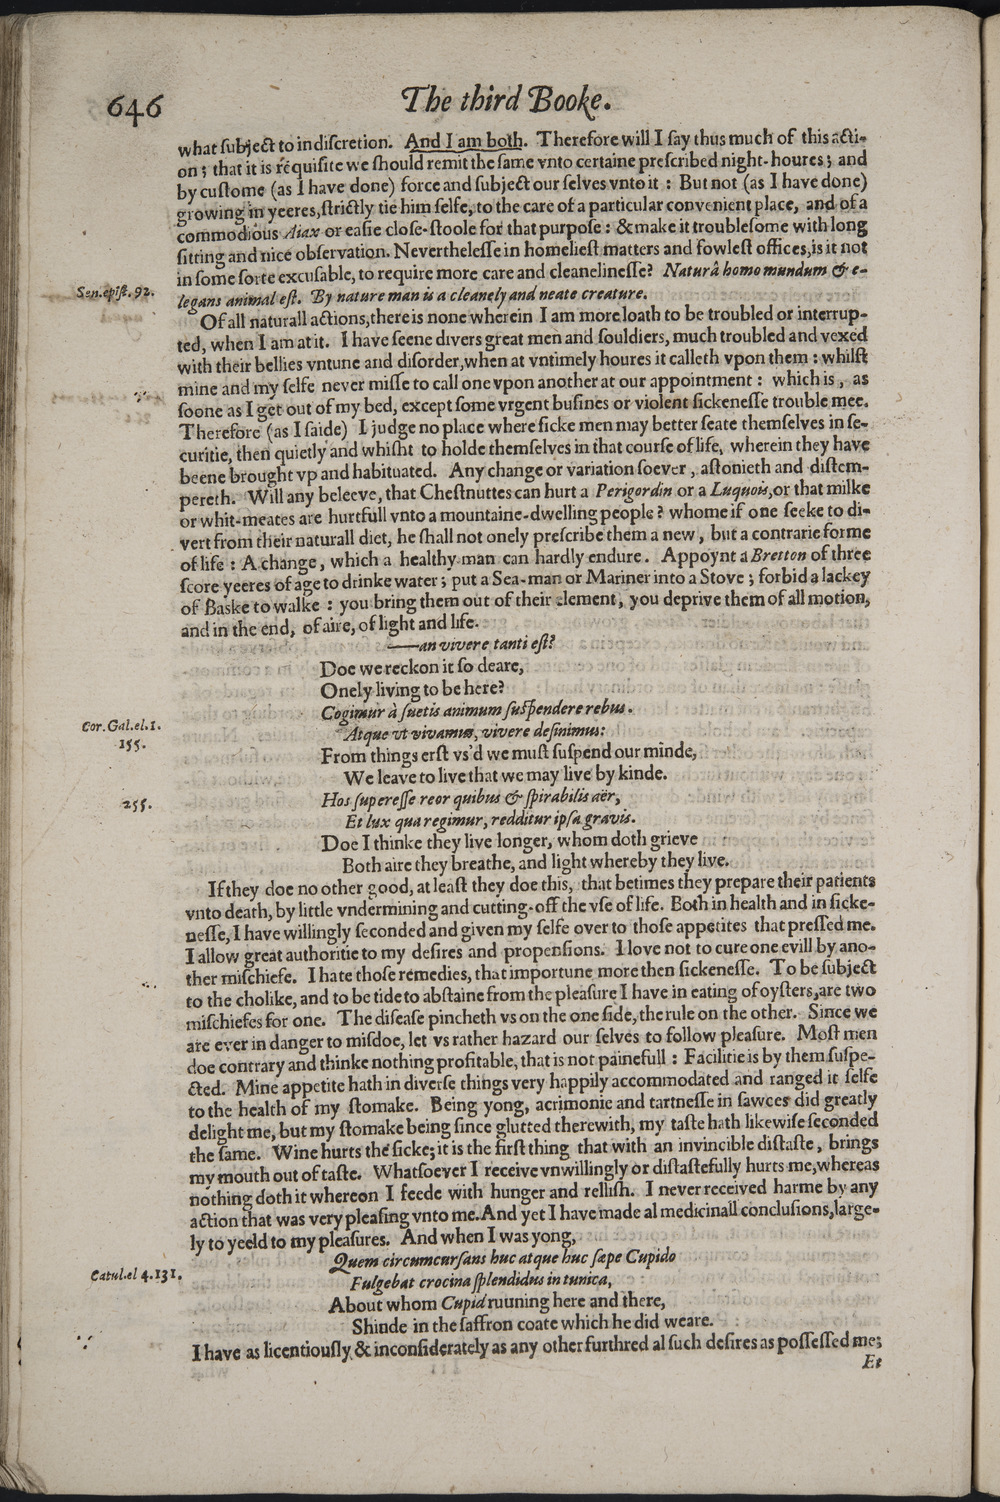 646
The third Booke.
what ſubject to indiſcretion. And I am both. Therefore will I ſay thus much of this acti-
on; that it is réquiſite we ſhould remit the ſame vnto certaine preſcribed night-houres; and
by cuſtome (as I have done) force and ſubject our ſelves vnto it : But not (as I have done)
growing in yeeres, ſtrictly tie him ſelfe, to the care of a particular convenient place, and of a
commodious Aiax or eaſie cloſe-ſtoole for that purpoſe : & make it troubleſome with long
ſitting and nice obſervation. Nevertheleſſe in homelieſt matters and fowleſt offices, is it not
in ſome ſorte excuſable, to require more care and cleanelineſſe? Naturâ homo mundum & e-
Sen. epiſt. 92.
legans animal eſt. By nature man is a cleanely and neate creature.
Of all naturall actions, there is none wherein I am more loath to be troubled or interrup-
ted, when I am at it. I have ſeene divers great men and ſouldiers, much troubled and vexed
with their bellies vntune and diſorder, when at vntimely houres it calleth vpon them : whilſt
mine and my ſelfe never miſſe to call one vpon another at our appointment : which is, as
ſoone as I get out of my bed, except ſome vrgent buſines or violent ſickeneſſe trouble mee.
Therefore (as I ſaide) I judge no place where ſicke men may better ſeate themſelves in ſe-
curitie, then quietly and whiſht to holde themſelves in that courſe of life, wherein they have
beene brought vp and habituated. Any change or variation ſoever, aſtonieth and diſtem-
pereth. Will any beleeve, that Cheſtnuttes can hurt a Perigordin or a Luquois, or that milke
or whit-meates are hurtfull vnto a mountaine-dwelling people? whome if one ſeeke to di-
vert from their naturall diet, he ſhall not onely preſcribe them a new, but a contrarie forme
of life : A change, which a healthy man can hardly endure. Appoynt a Bretton of three
ſcore yeeres of age to drinke water; put a Sea-man or Mariner into a Stove; forbid a lackey
of Baske to walke : you bring them out of their element, you deprive them of all motion,
and in the end, of aire, of light and life.
——an vivere tanti eſt?
Doe we reckon it ſo deare,
Onely living to be here?
Cogimur à ſuetis animum ſuſpendere rebus.
Cor. Gal. el. 1.
Atque vt vivamus, vivere deſinimus:
155.
From things erſt vs'd we muſt ſuſpend our minde,
We leave to live that we may live by kinde.
Hos ſupereſſe reor quibus & ſpirabilis aër,
255.
Et lux qua regimur, redditur ipſa gravis.
Doe I thinke they live longer, whom doth grieve
Both aire they breathe, and light whereby they live.
If they doe no other good, at leaſt they doe this, that betimes they prepare their patients
vnto death, by little vndermining and cutting-off the vſe of life. Both in health and in ſicke-
neſſe, I have willingly ſeconded and given my ſelfe over to thoſe appetites that preſſed me.
I allow great authoritie to my deſires and propenſions. I love not to cure one evill by ano-
ther miſchiefe. I hate thoſe remedies, that importune more then ſickeneſſe. To be ſubject
to the cholike, and to be tide to abſtaine from the pleaſure I have in eating of oyſters, are two
miſchiefes for one. The diſeaſe pincheth vs on the one ſide, the rule on the other. Since we
are ever in danger to miſdoe, let vs rather hazard our ſelves to follow pleaſure. Moſt men
doe contrary and thinke nothing profitable, that is not painefull : Facilitie is by them ſuſpe-
cted. Mine appetite hath in diverſe things very happily accommodated and ranged it ſelfe
to the health of my ſtomake. Being yong, acrimonie and tartneſſe in ſawces did greatly
delight me, but my ſtomake being ſince glutted therewith, my taſte hath likewiſe ſeconded
the ſame. Wine hurts the ſicke; it is the firſt thing that with an invincible diſtaſte, brings
my mouth out of taſte. Whatſoever I receive vnwillingly or diſtaſtefully hurts me, whereas
nothing doth it whereon I feede with hunger and relliſh. I never received harme by any
action that was very pleaſing vnto me. And yet I have made al medicinall concluſions, large-
ly to yeeld to my pleaſures. And when I was yong,
Quem circumcurſans huc atque huc ſæpe Cupido
Catul. el 4. 131.
Fulgebat crocina ſplendidus in tunica,
About whom Cupid ruuning here and there,
Shinde in the ſaffron coate which he did weare.
I have as licentiouſly & inconſiderately as any other furthred al ſuch deſires as poſſeſſed me;
Et